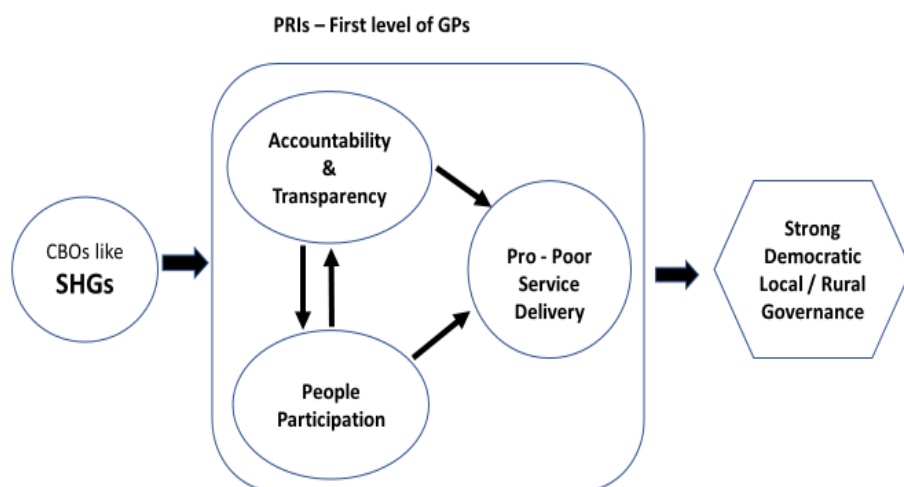 PRIs – First level of GPs
Accountability
&
Transparency
CBOs like
SHGs
Pro - Poor
Service
Delivery
Strong
Democratic
Local / Rural
Governance
People
Participation